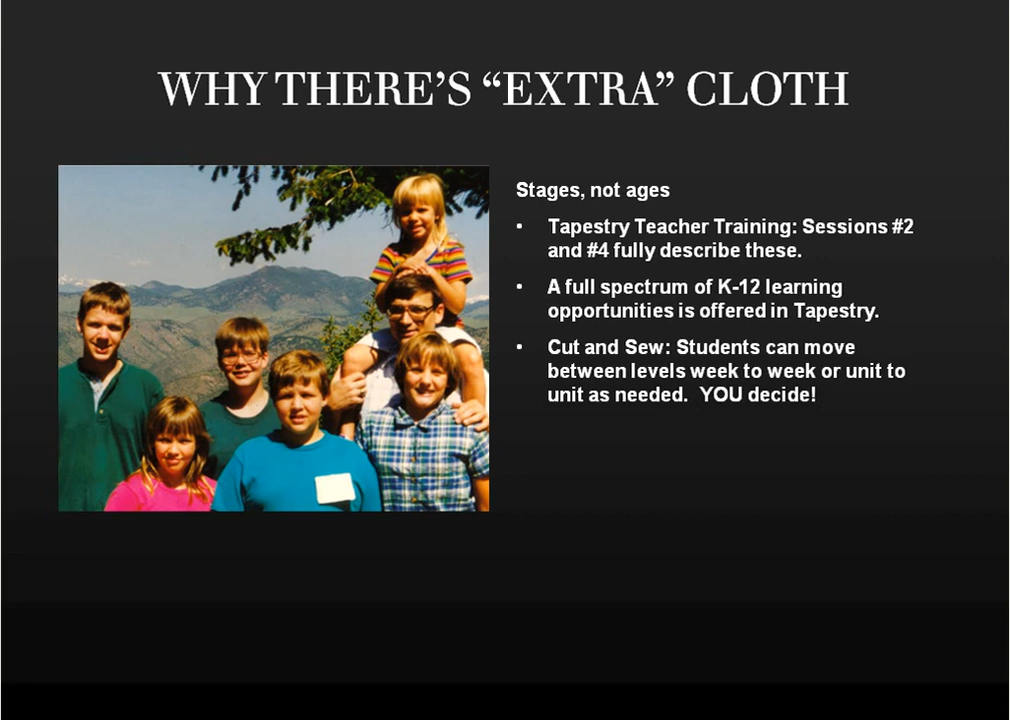 WHY THERE’S “EXTRA” CLOTH
Stages, not ages
• Tapestry Teacher Training: Sessions #2
and #4 fully describe these.
• A full spectrum of K-12 learning
opportunities is offered in Tapestry.
• Cut and Sew: Students can move
between levels week to week or unit to
unit as needed.  YOU decide!